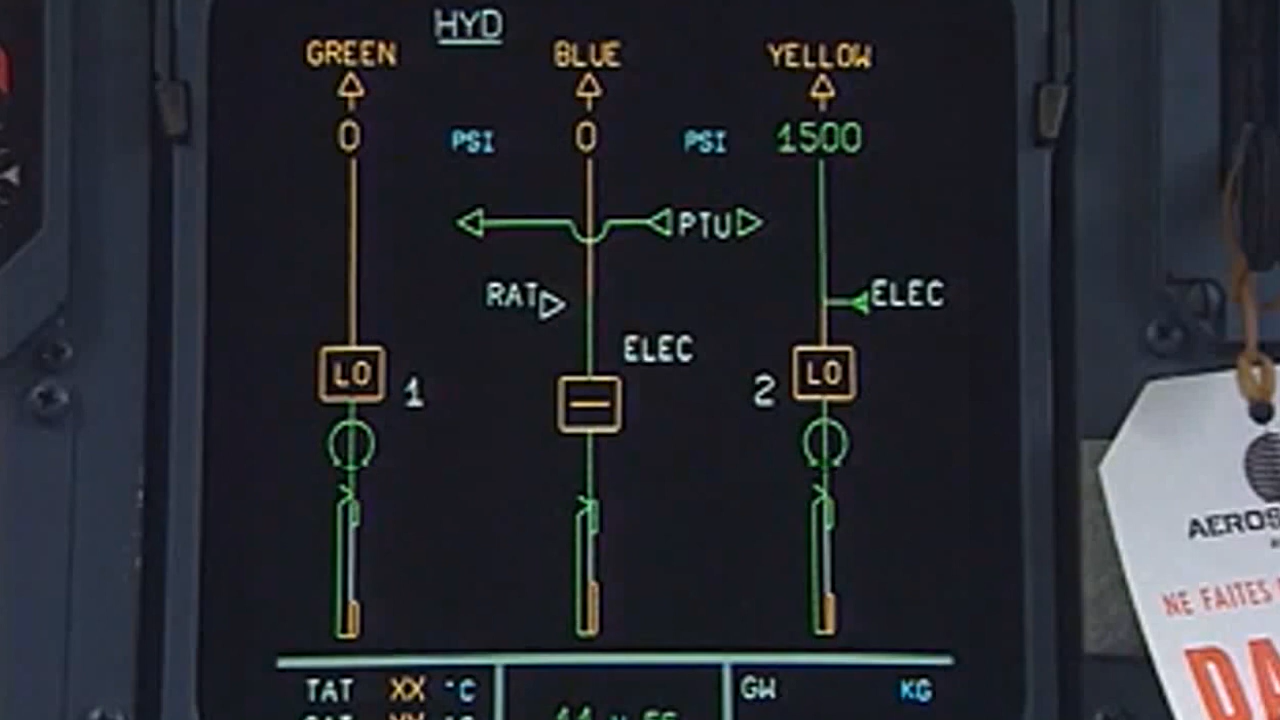 HYD
GREEN BLUE YELLOW
0 PSI 0 PSI 1500
PTU
RAT ELEC
ELEC
LO 1 2 LO
TAT XX °C GW KG
AEROS
NE FAITES
DA